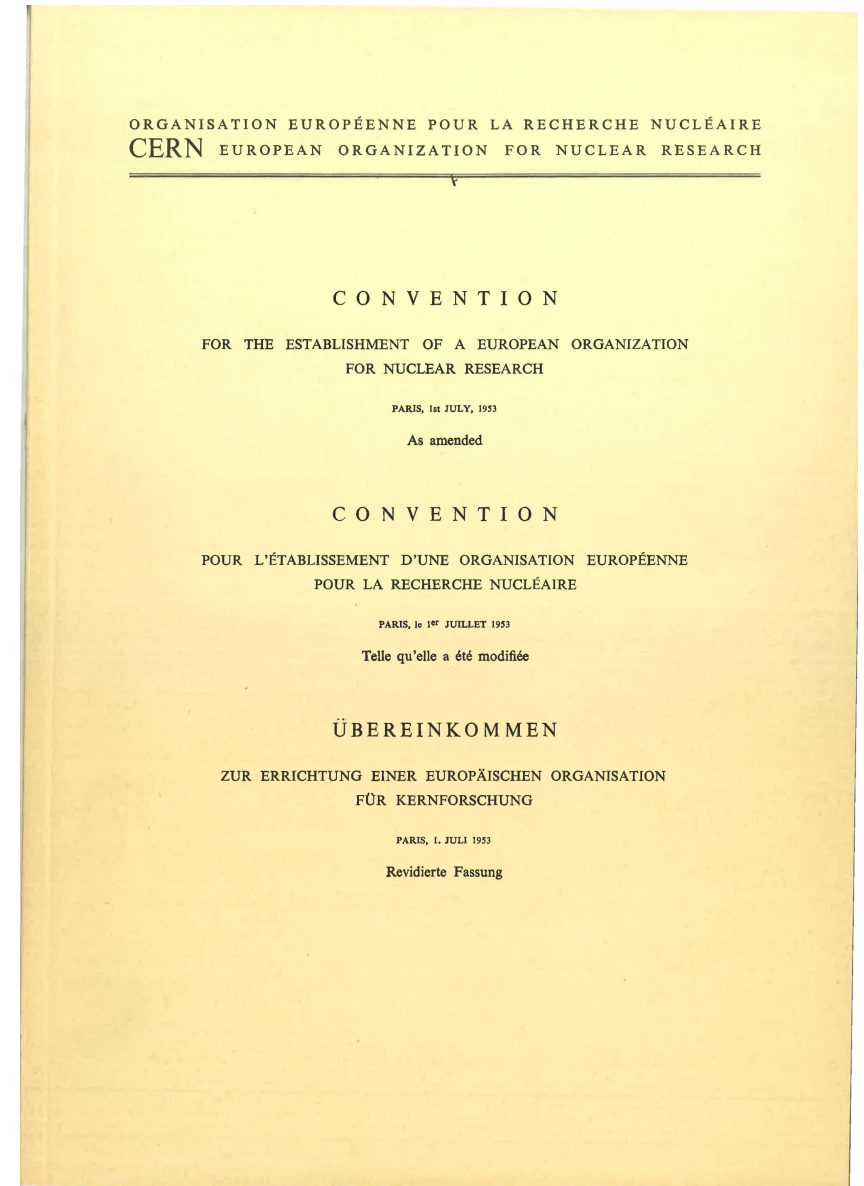 ORGANISATION EUROPÉENNE POUR LA RECHERCHE NUCLÉAIRE
CERN EUROPEAN ORGANIZATION FOR NUCLEAR RESEARCH
CONVENTION
FOR THE ESTABLISHMENT OF A EUROPEAN ORGANIZATION
FOR NUCLEAR RESEARCH
PARIS, 1st JULY, 1953
As amended
CONVENTION
POUR L'ÉTABLISSEMENT D'UNE ORGANISATION EUROPÉENNE
POUR LA RECHERCHE NUCLÉAIRE
PARIS, le 1er JUILLET 1953
Telle qu'elle a été modifiée
ÜBEREINKOMMEN
ZUR ERRICHTUNG EINER EUROPÄISCHEN ORGANISATION
FÜR KERNFORSCHUNG
PARIS, 1. JULI 1953
Revidierte Fassung